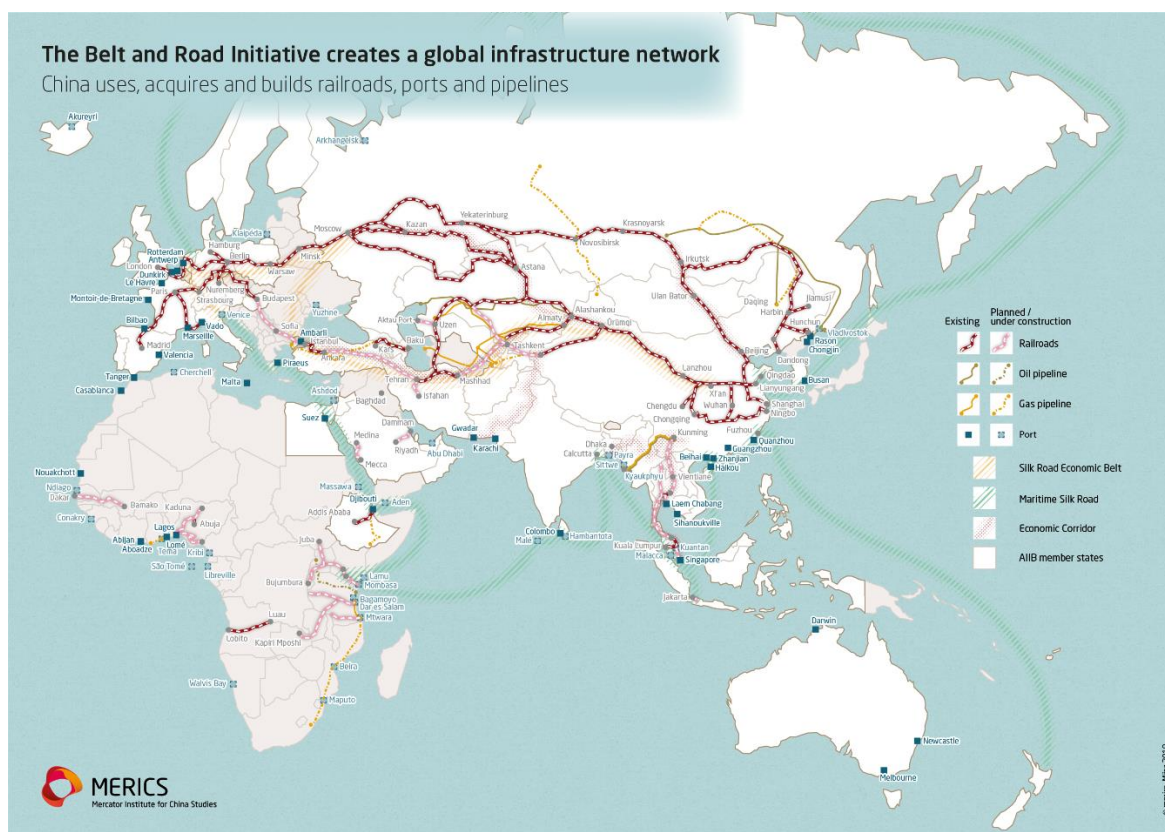 The Belt and Road Initiative creates a global infrastructure network
China uses, acquires and builds railroads, ports and pipelines
Akureyri
Arkhangelsk
Yekaterinburg
Krasnoyarsk
Kazan
Moscow
Klaipėda
Novosibirsk
Hamburg
Rotterdam
Antwerp
Berlin
Minsk
Irkutsk
London
Dunkirk
Warsaw
Astana
Le Havre
Paris
Nuremberg
Ulan Bator
Daqing
Jiamusi
Montoir-de-Bretagne
Strasbourg
Budapest
Yuzhne
Alashankou
Harbin
Venice
Aktau Port
Almaty
Ürümqi
Hunchun
Vladivostok
Bilbao
Vado
Sofia
Ambarli
Uzen
Rason
Marseille
Istanbul
Kars
Baku
Tashkent
Chongjin
Madrid
Ankara
Beijing
Dandong
Valencia
Piraeus
Tehran
Mashhad
Lanzhou
Qingdao
Busan
Tanger
Cherchell
Malta
Isfahan
Xi'an
Lianyungang
Casablanca
Ashdod
Baghdad
Chengdu
Wuhan
Shanghai
Ningbo
Suez
Dammam
Gwadar
Chongqing
Medina
Karachi
Kunming
Fuzhou
Riyadh
Abu Dhabi
Dhaka
Quanzhou
Mecca
Calcutta
Payra
Guangzhou
Sittwe
Beihai
Zhanjian
Nouakchott
Kyaukphyu
Haikou
Massawa
Vientiane
Ndiago
Djibouti
Aden
Dakar
Bamako
Kaduna
Laem Chabang
Conakry
Addis Ababa
Sihanoukville
Lagos
Abuja
Colombo
Hambantota
Abijan
Lomé
Malé
Aboadze
Tema
Kribi
Juba
Kuala Lumpur
Kuantan
Malacca
São Tomé
Libreville
Singapore
Bujumbura
Lamu
Mombasa
Bagamoyo
Jakarta
Dar es Salam
Luau
Mtwara
Lobito
Kapiri Mposhi
Darwin
Beira
Walvis Bay
Maputo
Newcastle
Melbourne
Existing
Planned /
under construction
Railroads
Oil pipeline
Gas pipeline
Port
Silk Road Economic Belt
Maritime Silk Road
Economic Corridor
AIIB member states
MERICS
Mercator Institute for China Studies